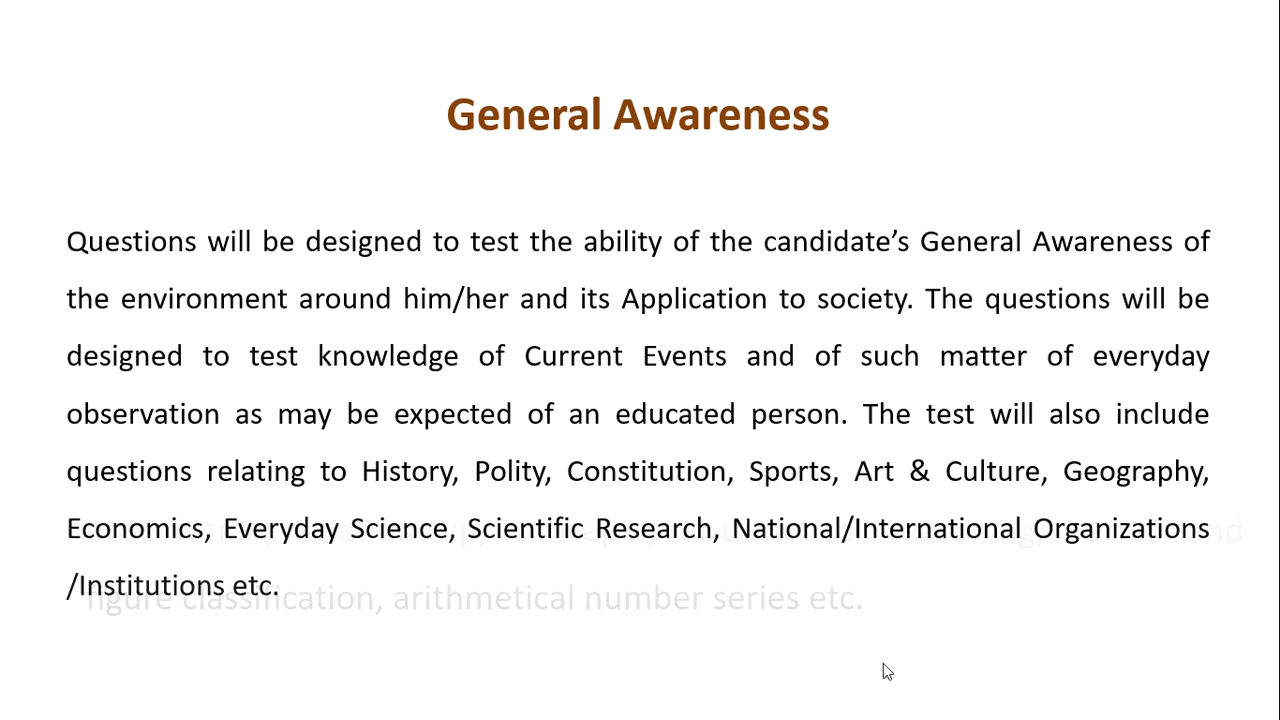 General Awareness
Questions will be designed to test the ability of the candidate’s General Awareness of
the environment around him/her and its Application to society. The questions will be
designed to test knowledge of Current Events and of such matter of everyday
observation as may be expected of an educated person. The test will also include
questions relating to History, Polity, Constitution, Sports, Art & Culture, Geography,
Economics, Everyday Science, Scientific Research, National/International Organizations
/Institutions etc.
figure classification, arithmetical number series etc.